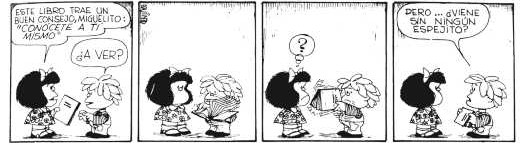 ESTE LIBRO TRAE UN
BUEN CONSEJO, MIGUELITO:
"CONÓCETE A TI
MISMO"
¿A VER?
?
PERO... ¿VIENE
SIN NINGÚN
ESPEJITO?